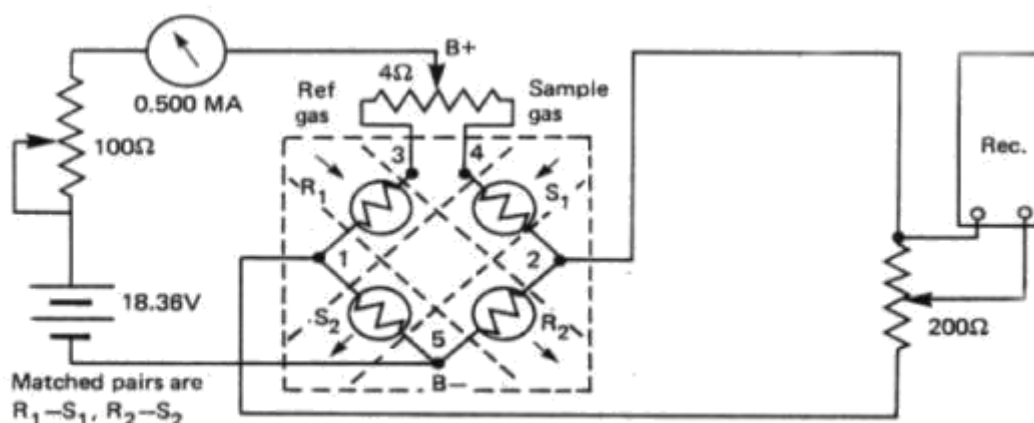 B+
4Ω
0.500 MA
Ref
gas
Sample
gas
100Ω
3
4
Rec.
R1
S1
1
2
18.36V
S2
R2
200Ω
5
B−
Matched pairs are
R1–S1, R2–S2